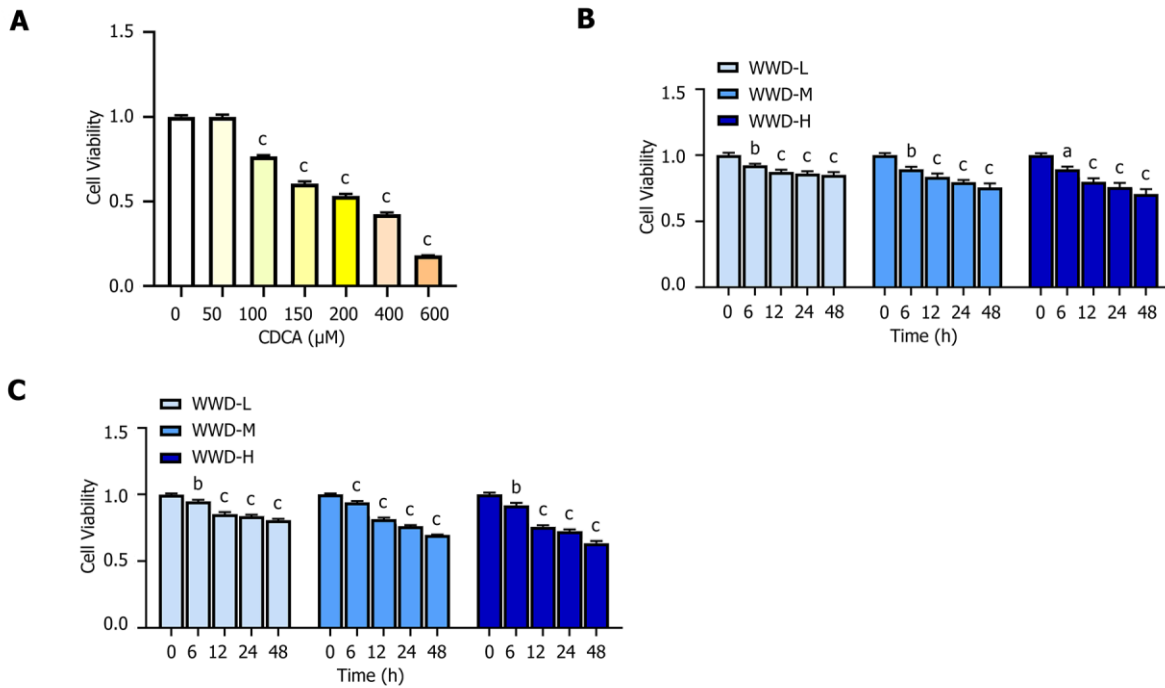 A
1.5
1.0
0.5
0.0
Cell Viability
c c c c c
0 50 100 150 200 400 600
CDCA (µM)
B
WWD-L
WWD-M
WWD-H
1.5
1.0
0.5
0.0
Cell Viability
b c c c b c c c a c c c
0 6 12 24 48 0 6 12 24 48 0 6 12 24 48
Time (h)
C
WWD-L
WWD-M
WWD-H
1.5
1.0
0.5
0.0
Cell Viability
b c c c c c c c b c c c
0 6 12 24 48 0 6 12 24 48 0 6 12 24 48
Time (h)